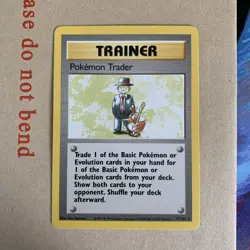 Please do not bend
TRAINER
Pokémon Trader
Trade 1 of the Basic Pokémon or
Evolution cards in your hand for
1 of the Basic Pokémon or
Evolution cards from your deck.
Show both cards to your
opponent. Shuffle your deck
afterward.